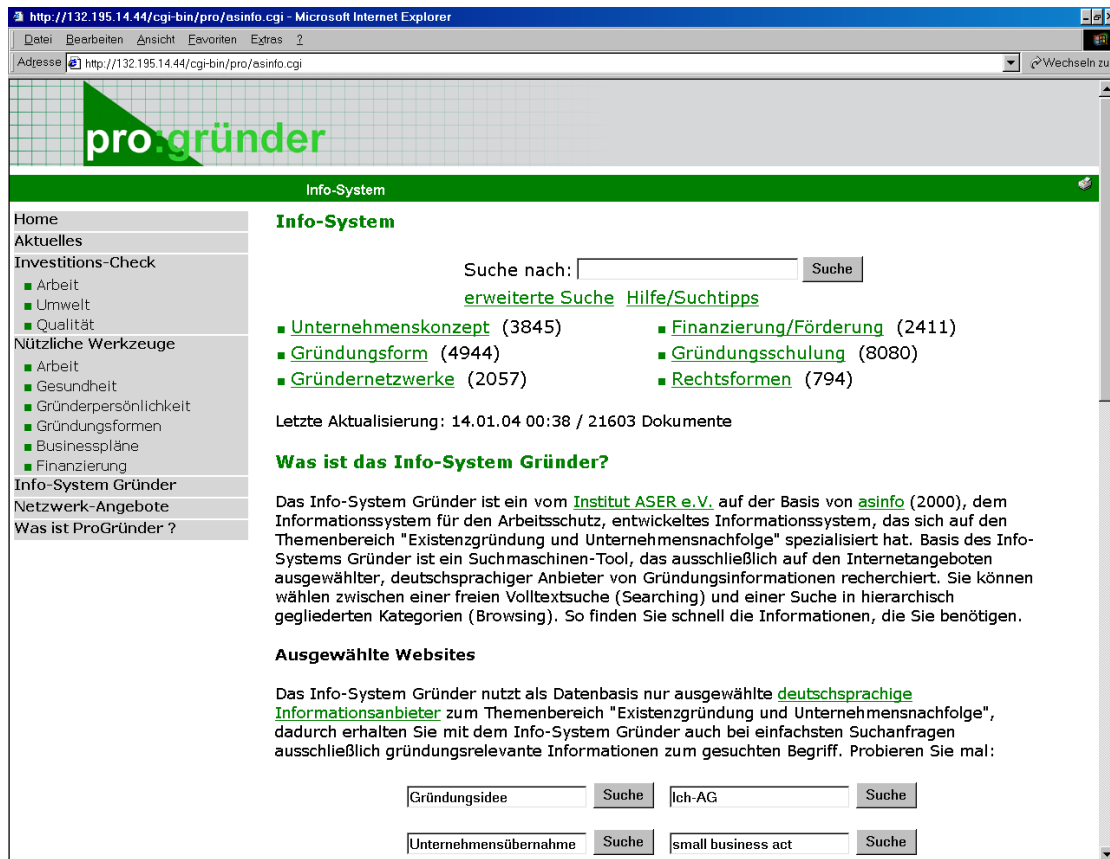 http://132.195.14.44/cgi-bin/pro/asinfo.cgi - Microsoft Internet Explorer
Datei Bearbeiten Ansicht Favoriten Extras ?
Adresse http://132.195.14.44/cgi-bin/pro/asinfo.cgi Wechseln zu
pro:gründer
Info-System
Home
Aktuelles
Investitions-Check
Arbeit
Umwelt
Qualität
Nützliche Werkzeuge
Arbeit
Gesundheit
Gründerpersönlichkeit
Gründungsformen
Businesspläne
Finanzierung
Info-System Gründer
Netzwerk-Angebote
Was ist ProGründer ?
Info-System
Suche nach: Suche
erweiterte Suche Hilfe/Suchtipps
Unternehmenskonzept (3845) Finanzierung/Förderung (2411)
Gründungsform (4944) Gründungsschulung (8080)
Gründernetzwerke (2057) Rechtsformen (794)
Letzte Aktualisierung: 14.01.04 00:38 / 21603 Dokumente
Was ist das Info-System Gründer?
Das Info-System Gründer ist ein vom Institut ASER e.V. auf der Basis von asinfo (2000), dem
Informationssystem für den Arbeitsschutz, entwickeltes Informationssystem, das sich auf den
Themenbereich "Existenzgründung und Unternehmensnachfolge" spezialisiert hat. Basis des Info-
Systems Gründer ist ein Suchmaschinen-Tool, das ausschließlich auf den Internetangeboten
ausgewählter, deutschsprachiger Anbieter von Gründungsinformationen recherchiert. Sie können
wählen zwischen einer freien Volltextsuche (Searching) und einer Suche in hierarchisch
gegliederten Kategorien (Browsing). So finden Sie schnell die Informationen, die Sie benötigen.
Ausgewählte Websites
Das Info-System Gründer nutzt als Datenbasis nur ausgewählte deutschsprachige
Informationsanbieter zum Themenbereich "Existenzgründung und Unternehmensnachfolge",
dadurch erhalten Sie mit dem Info-System Gründer auch bei einfachsten Suchanfragen
ausschließlich gründungsrelevante Informationen zum gesuchten Begriff. Probieren Sie mal:
Gründungsidee Suche Ich-AG Suche
Unternehmensübernahme Suche small business act Suche